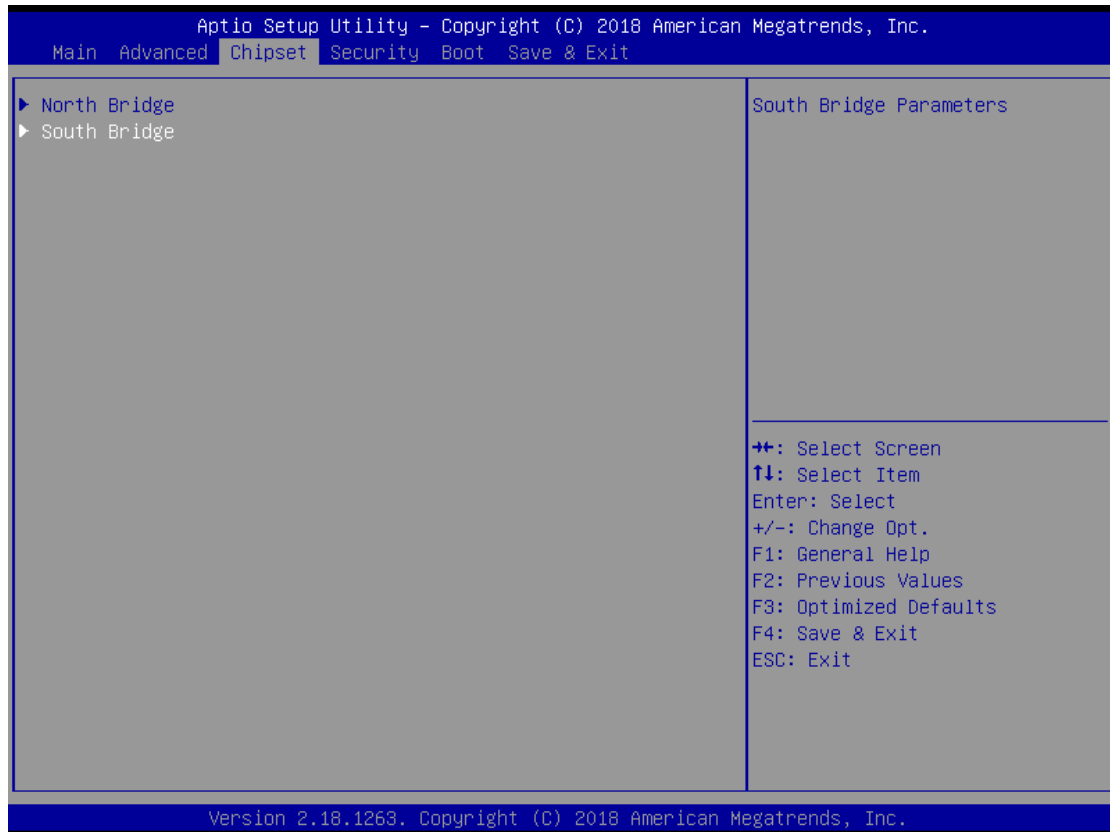 Aptio Setup Utility – Copyright (C) 2018 American Megatrends, Inc.
Main Advanced Chipset Security Boot Save & Exit
▶ North Bridge
▶ South Bridge
South Bridge Parameters
→←: Select Screen
↑↓: Select Item
Enter: Select
+/-: Change Opt.
F1: General Help
F2: Previous Values
F3: Optimized Defaults
F4: Save & Exit
ESC: Exit
Version 2.18.1263. Copyright (C) 2018 American Megatrends, Inc.